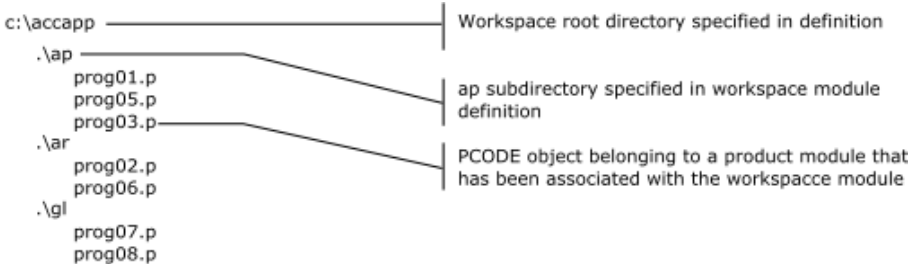 c:\accapp
Workspace root directory specified in definition
.\ap
prog01.p
ap subdirectory specified in workspace module
prog05.p
definition
prog03.p
.\ar
PCODE object belonging to a product module that
prog02.p
has been associated with the workspacce module
prog06.p
.\gl
prog07.p
prog08.p